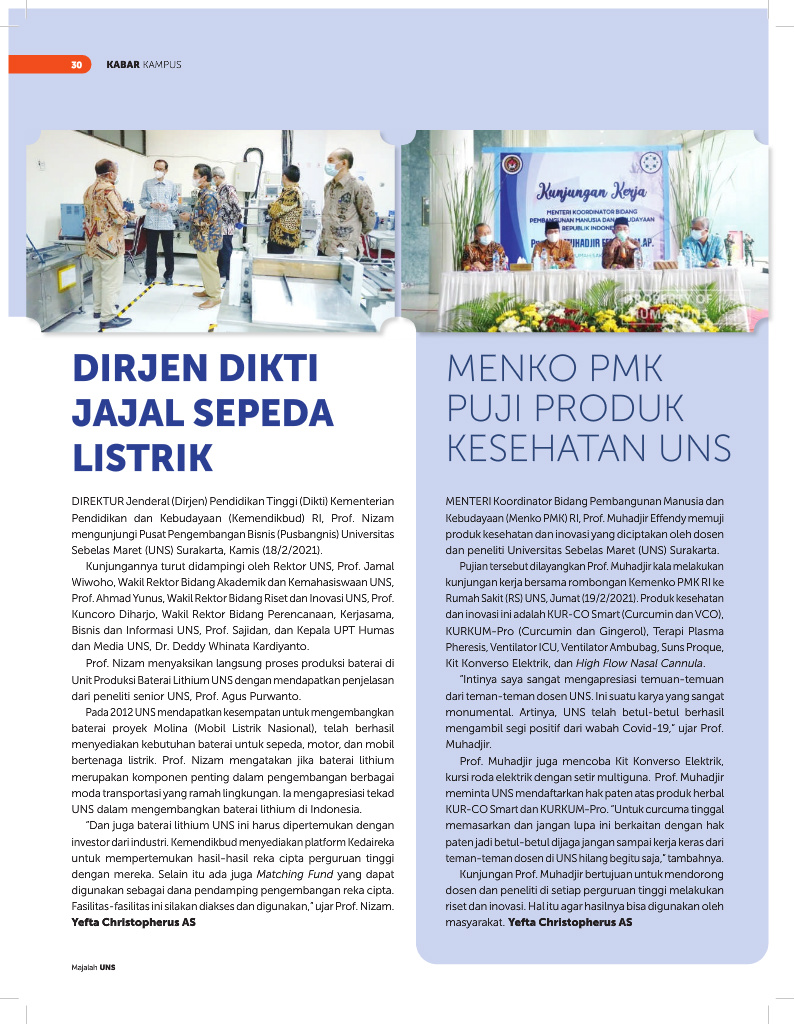 30
KABAR KAMPUS
Kunjungan Kerja
MENTERI KOORDINATOR BIDANG
PEMBANGUNAN MANUSIA DAN KEBUDAYAAN
REPUBLIK INDONESIA
MUHADJIR EFFENDY
PROPERTY OF
HUMAS UNS
DIRJEN DIKTI
JAJAL SEPEDA
LISTRIK
DIREKTUR Jenderal (Dirjen) Pendidikan Tinggi (Dikti) Kementerian
Pendidikan dan Kebudayaan (Kemendikbud) RI, Prof. Nizam
mengunjungi Pusat Pengembangan Bisnis (Pusbangnis) Universitas
Sebelas Maret (UNS) Surakarta, Kamis (18/2/2021).
Kunjungannya turut didampingi oleh Rektor UNS, Prof. Jamal
Wiwoho, Wakil Rektor Bidang Akademik dan Kemahasiswaan UNS,
Prof. Ahmad Yunus, Wakil Rektor Bidang Riset dan Inovasi UNS, Prof.
Kuncoro Diharjo, Wakil Rektor Bidang Perencanaan, Kerjasama,
Bisnis dan Informasi UNS, Prof. Sajidan, dan Kepala UPT Humas
dan Media UNS, Dr. Deddy Whinata Kardiyanto.
Prof. Nizam menyaksikan langsung proses produksi baterai di
Unit Produksi Baterai Lithium UNS dengan mendapatkan penjelasan
dari peneliti senior UNS, Prof. Agus Purwanto.
Pada 2012 UNS mendapatkan kesempatan untuk mengembangkan
baterai proyek Molina (Mobil Listrik Nasional), telah berhasil
menyediakan kebutuhan baterai untuk sepeda, motor, dan mobil
bertenaga listrik. Prof. Nizam mengatakan jika baterai lithium
merupakan komponen penting dalam pengembangan berbagai
moda transportasi yang ramah lingkungan. Ia mengapresiasi tekad
UNS dalam mengembangkan baterai lithium di Indonesia.
"Dan juga baterai lithium UNS ini harus dipertemukan dengan
investor dari industri. Kemendikbud menyediakan platform Kedaireka
untuk mempertemukan hasil-hasil reka cipta perguruan tinggi
dengan mereka. Selain itu ada juga Matching Fund yang dapat
digunakan sebagai dana pendamping pengembangan reka cipta.
Fasilitas-fasilitas ini silakan diakses dan digunakan," ujar Prof. Nizam.
Yefta Christopherus AS
MENKO PMK
PUJI PRODUK
KESEHATAN UNS
MENTERI Koordinator Bidang Pembangunan Manusia dan
Kebudayaan (Menko PMK) RI, Prof. Muhadjir Effendy memuji
produk kesehatan dan inovasi yang diciptakan oleh dosen
dan peneliti Universitas Sebelas Maret (UNS) Surakarta.
Pujian tersebut dilayangkan Prof. Muhadjir kala melakukan
kunjungan kerja bersama rombongan Kemenko PMK RI ke
Rumah Sakit (RS) UNS, Jumat (19/2/2021). Produk kesehatan
dan inovasi ini adalah KUR-CO Smart (Curcumin dan VCO),
KURKUM-Pro (Curcumin dan Gingerol), Terapi Plasma
Pheresis, Ventilator ICU, Ventilator Ambubag, Suns Proque,
Kit Konverso Elektrik, dan High Flow Nasal Cannula.
"Intinya saya sangat mengapresiasi temuan-temuan
dari teman-teman dosen UNS. Ini suatu karya yang sangat
monumental. Artinya, UNS telah betul-betul berhasil
mengambil segi positif dari wabah Covid-19," ujar Prof.
Muhadjir.
Prof. Muhadjir juga mencoba Kit Konverso Elektrik,
kursi roda elektrik dengan setir multiguna. Prof. Muhadjir
meminta UNS mendaftarkan hak paten atas produk herbal
KUR-CO Smart dan KURKUM-Pro. "Untuk curcuma tinggal
memasarkan dan jangan lupa ini berkaitan dengan hak
paten jadi betul-betul dijaga jangan sampai kerja keras dari
teman-teman dosen di UNS hilang begitu saja," tambahnya.
Kunjungan Prof. Muhadjir bertujuan untuk mendorong
dosen dan peneliti di setiap perguruan tinggi melakukan
riset dan inovasi. Hal itu agar hasilnya bisa digunakan oleh
masyarakat. Yefta Christopherus AS
Majalah UNS